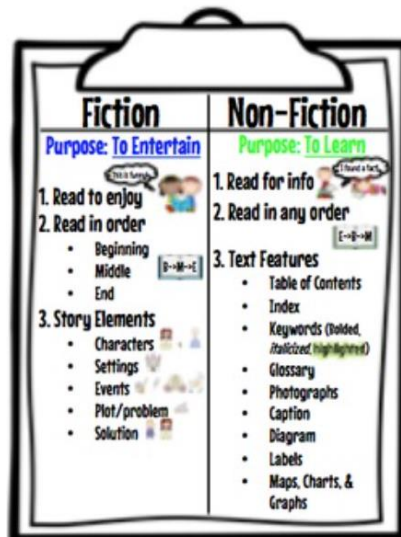 Fiction
Purpose: To Entertain
This is funny!
1. Read to enjoy
2. Read in order
• Beginning
• Middle
• End
B→M→E
3. Story Elements
• Characters
• Settings
• Events
• Plot/problem
• Solution
Non-Fiction
Purpose: To Learn
I found a fact.
1. Read for info
2. Read in any order
E→B→M
3. Text Features
• Table of Contents
• Index
• Keywords (Bolded,
italicized, highlighted)
• Glossary
• Photographs
• Caption
• Diagram
• Labels
• Maps, Charts, &
Graphs